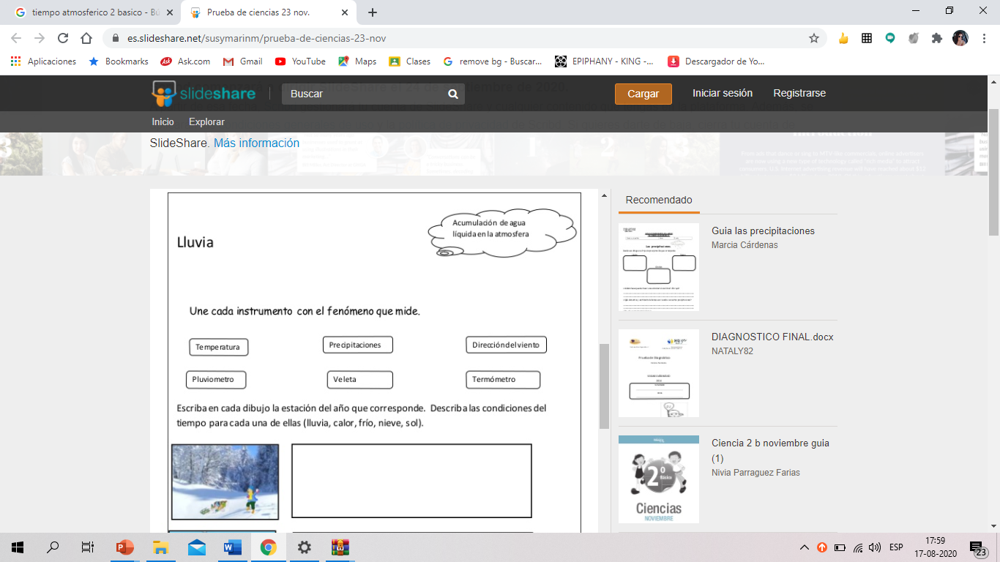 tiempo atmosferico 2 basico - Bú
Prueba de ciencias 23 nov.
es.slideshare.net/susymarinm/prueba-de-ciencias-23-nov
Aplicaciones
Bookmarks
Ask
Ask.com
Gmail
YouTube
Maps
Clases
remove bg - Buscar...
EPIPHANY - KING -...
Descargador de Yo...
slideshare
Buscar
Cargar
Iniciar sesión
Registrarse
Inicio
Explorar
SlideShare. Más información
Acumulación de agua
líquida en la atmosfera
Lluvia
Une cada instrumento con el fenómeno que mide.
Temperatura
Precipitaciones
Dirección del viento
Pluviometro
Veleta
Termómetro
Escriba en cada dibujo la estación del año que corresponde. Describa las condiciones del
tiempo para cada una de ellas (lluvia, calor, frío, nieve, sol).
Recomendado
Guia las precipitaciones
Marcia Cárdenas
DIAGNOSTICO FINAL.docx
NATALY82
Ciencia 2 b noviembre guia
(1)
Nivia Parraguez Farias
2º
Básico
Ciencias
NOVIEMBRE
ESP
17:59
17-08-2020
23